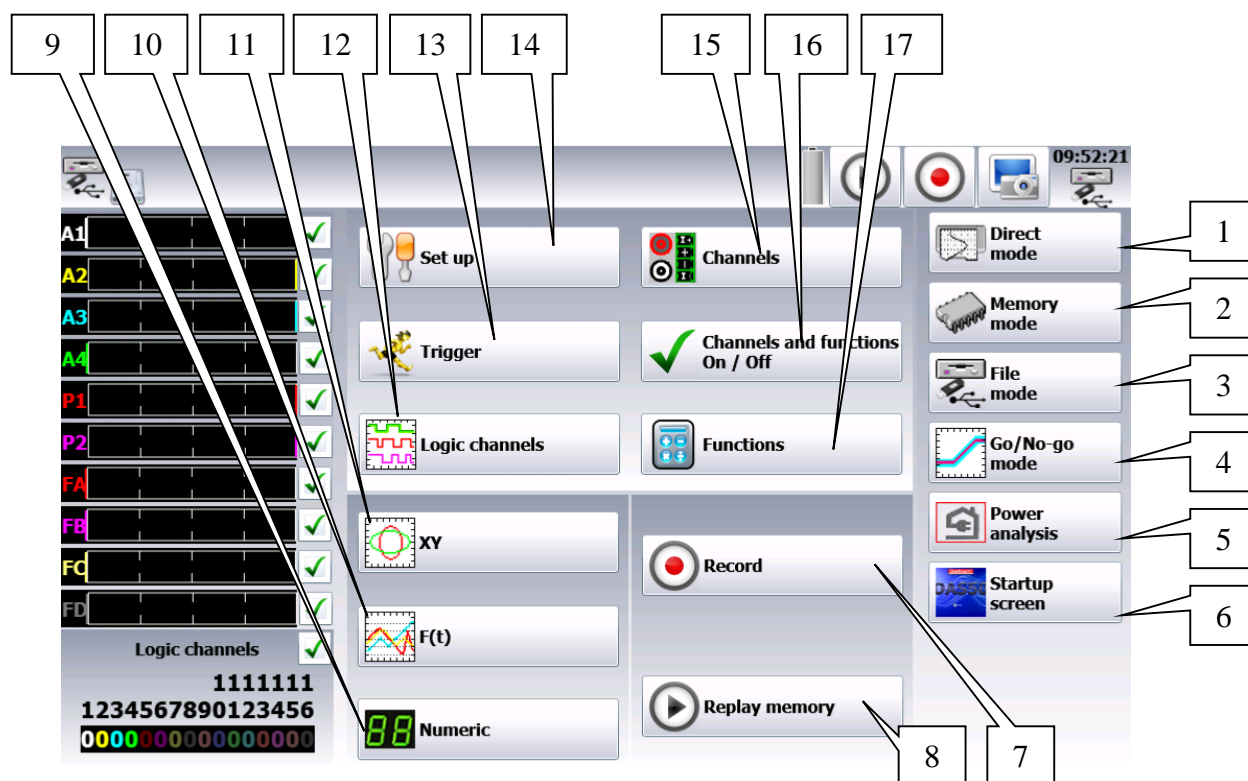 9 10 11 12 13 14 15 16 17
09:52:21
A1
A2
A3
A4
P1
P2
FA
FB
FC
FD
Logic channels
1111111
1234567890123456
0000000000000000
Set up
Trigger
Logic channels
Channels
Channels and functions
On / Off
Functions
XY
F(t)
Numeric
Record
Replay memory
Direct
mode
Memory
mode
File
mode
Go/No-go
mode
Power
analysis
Startup
screen
1
2
3
4
5
6
8 7